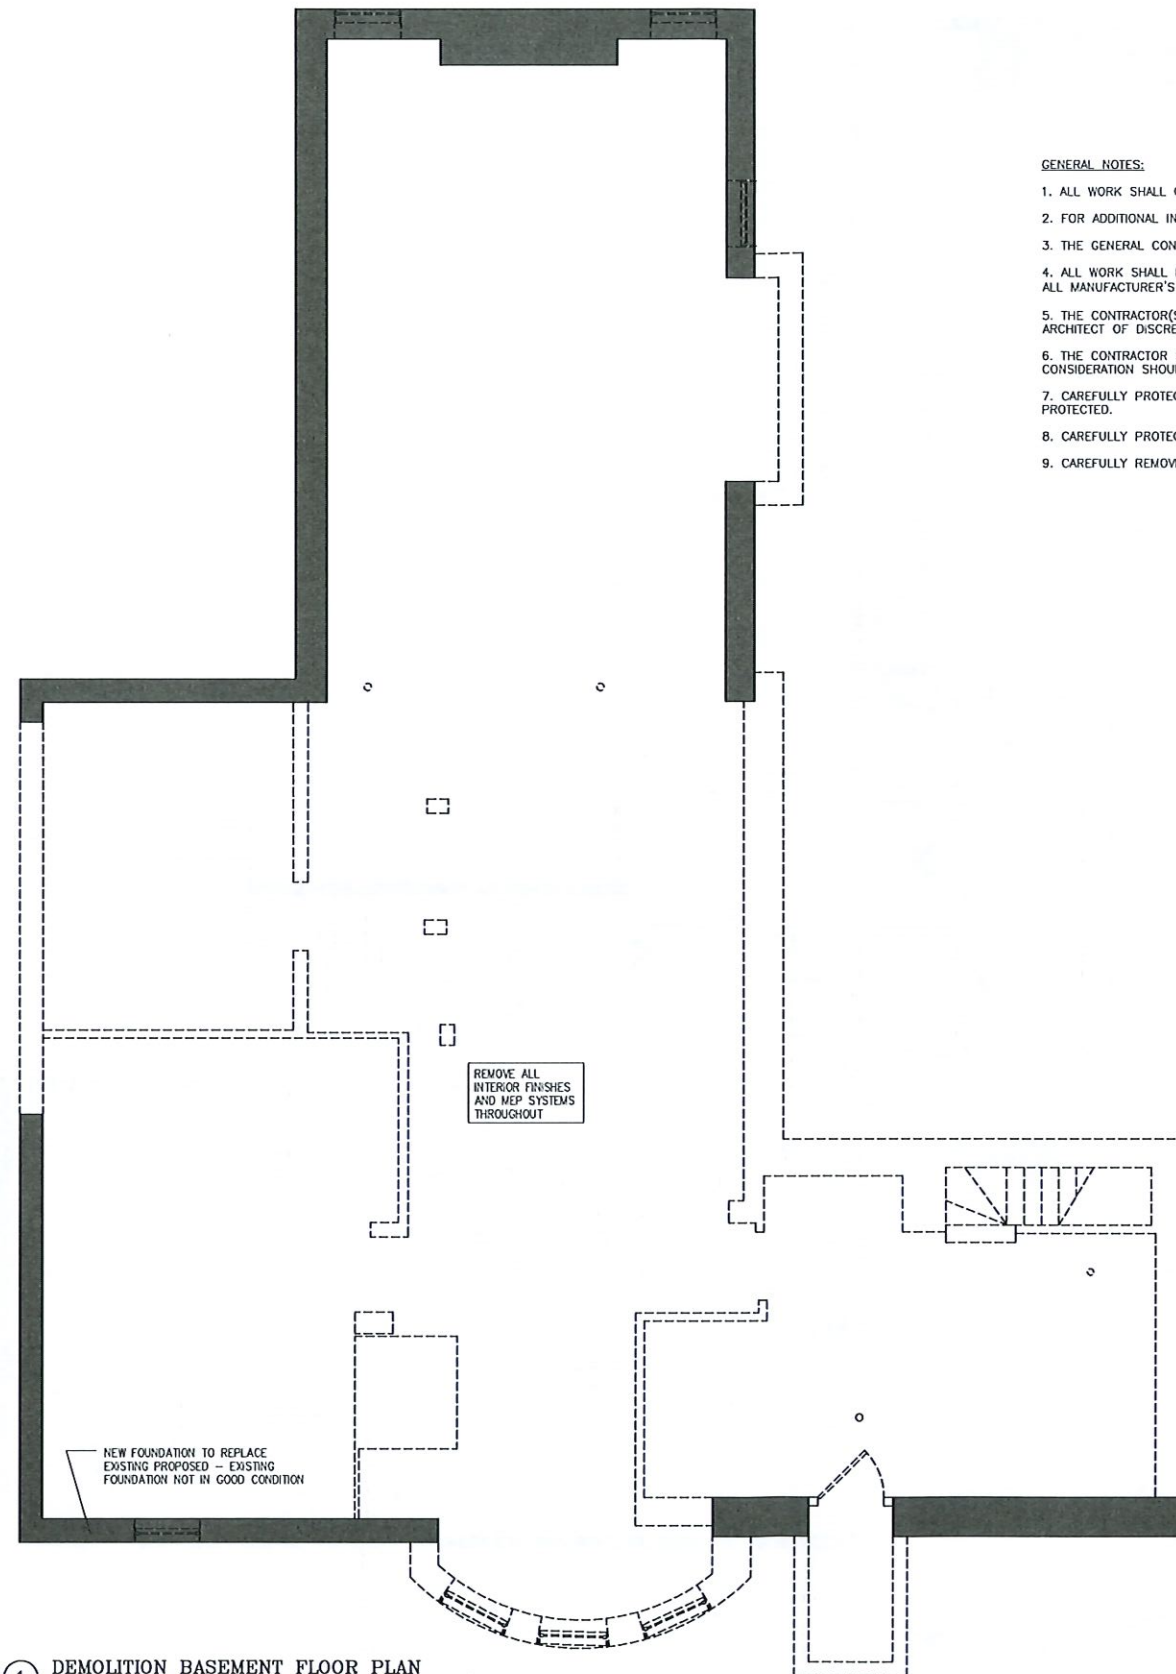 GENERAL NOTES:
1. ALL WORK SHALL
2. FOR ADDITIONAL
3. THE GENERAL
4. ALL WORK SHALL
ALL MANUFACTURER'S
5. THE
ARCHITECT OF
6. THE CONTRACTOR
CONSIDERATION
7. CAREFULLY
PROTECTED.
8. CAREFULLY
9. CAREFULLY
REMOVE ALL
INTERIOR FINISHES
AND MEP SYSTEMS
THROUGHOUT
NEW FOUNDATION TO REPLACE
EXISTING PROPOSED – EXISTING
FOUNDATION NOT IN GOOD CONDITION
1 DEMOLITION BASEMENT FLOOR PLAN